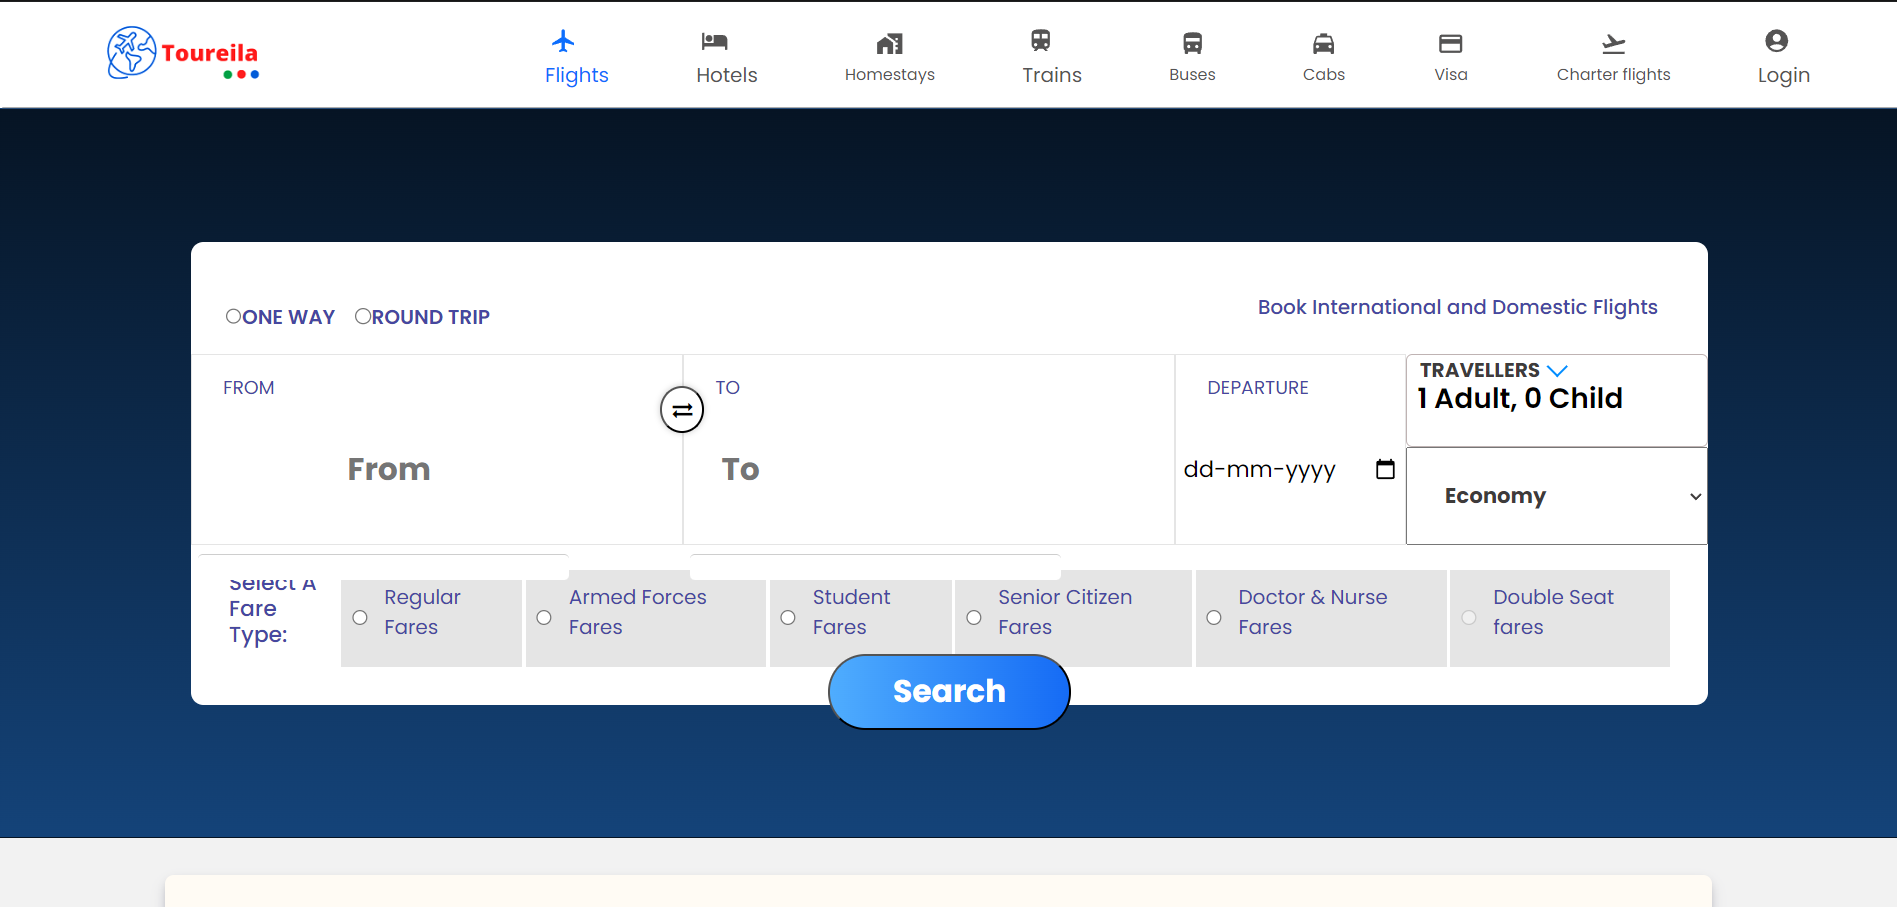 Toureila
Flights
Hotels
Homestays
Trains
Buses
Cabs
Visa
Charter flights
Login
ONE WAY
ROUND TRIP
Book International and Domestic Flights
FROM
From
TO
To
DEPARTURE
dd-mm-yyyy
TRAVELLERS
1 Adult, 0 Child
Economy
Select A
Fare
Type:
Regular
Fares
Armed Forces
Fares
Student
Fares
Senior Citizen
Fares
Doctor & Nurse
Fares
Double Seat
fares
Search